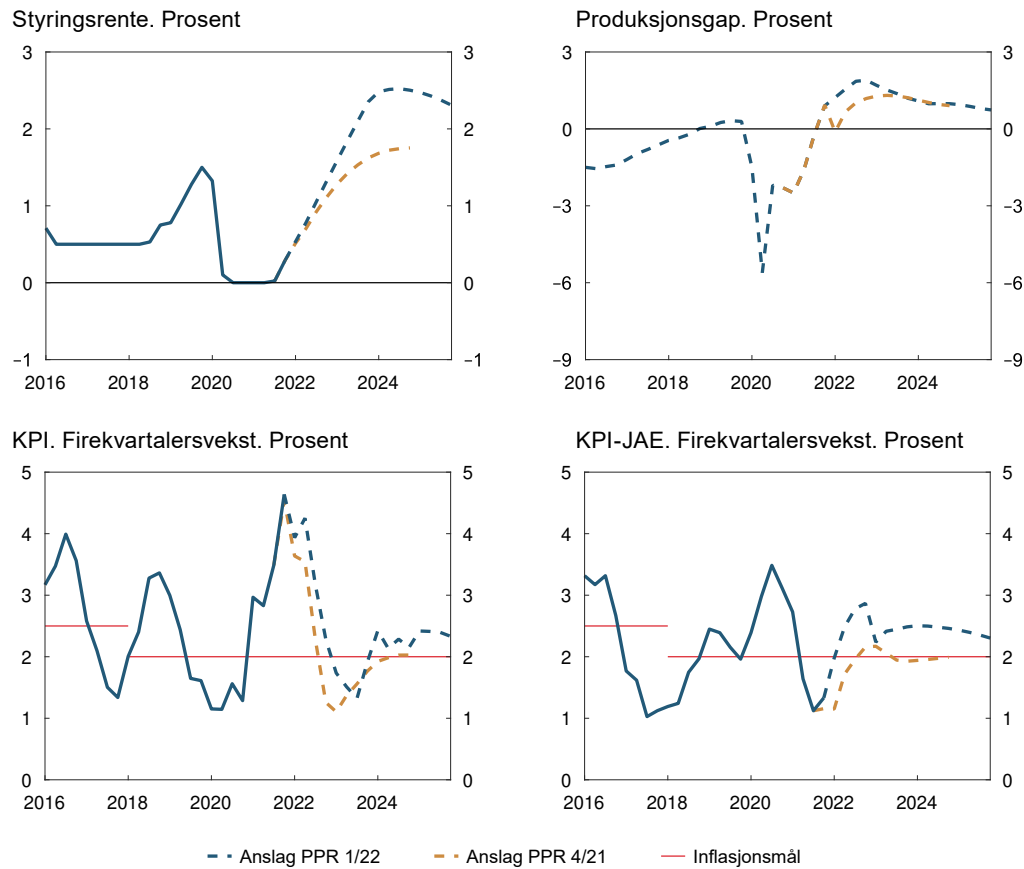 Styringsrente. Prosent
3 3
2 2
1 1
0 0
−1 −1
2016 2018 2020 2022 2024
Produksjonsgap. Prosent
3 3
0 0
−3 −3
−6 −6
−9 −9
2016 2018 2020 2022 2024
KPI. Firekvartalersvekst. Prosent
5 5
4 4
3 3
2 2
1 1
0 0
2016 2018 2020 2022 2024
KPI-JAE. Firekvartalersvekst. Prosent
5 5
4 4
3 3
2 2
1 1
0 0
2016 2018 2020 2022 2024
Anslag PPR 1/22 Anslag PPR 4/21 Inflasjonsmål